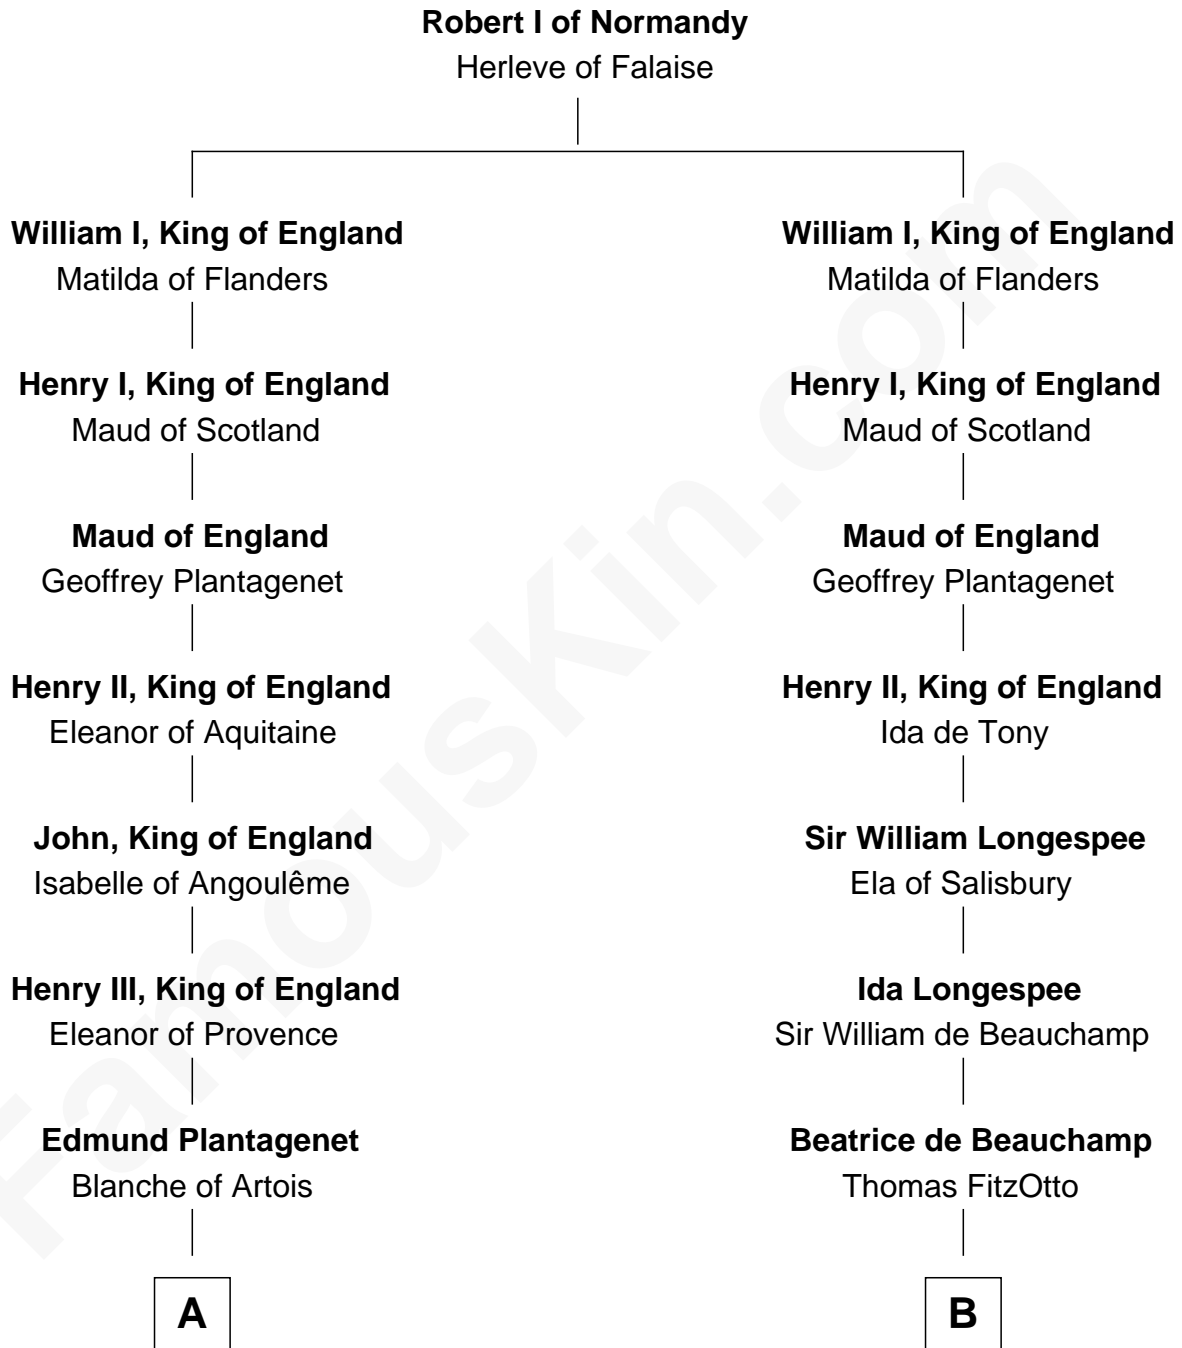 Robert I of Normandy
Herleve of Falaise
William I, King of England
Matilda of Flanders
Henry I, King of England
Maud of Scotland
Maud of England
Geoffrey Plantagenet
Henry II, King of England
Eleanor of Aquitaine
John, King of England
Isabelle of Angoulême
Henry III, King of England
Eleanor of Provence
Edmund Plantagenet
Blanche of Artois
A
William I, King of England
Matilda of Flanders
Henry I, King of England
Maud of Scotland
Maud of England
Geoffrey Plantagenet
Henry II, King of England
Ida de Tony
Sir William Longespee
Ela of Salisbury
Ida Longespee
Sir William de Beauchamp
Beatrice de Beauchamp
Thomas FitzOtto
B
FamousKin.com